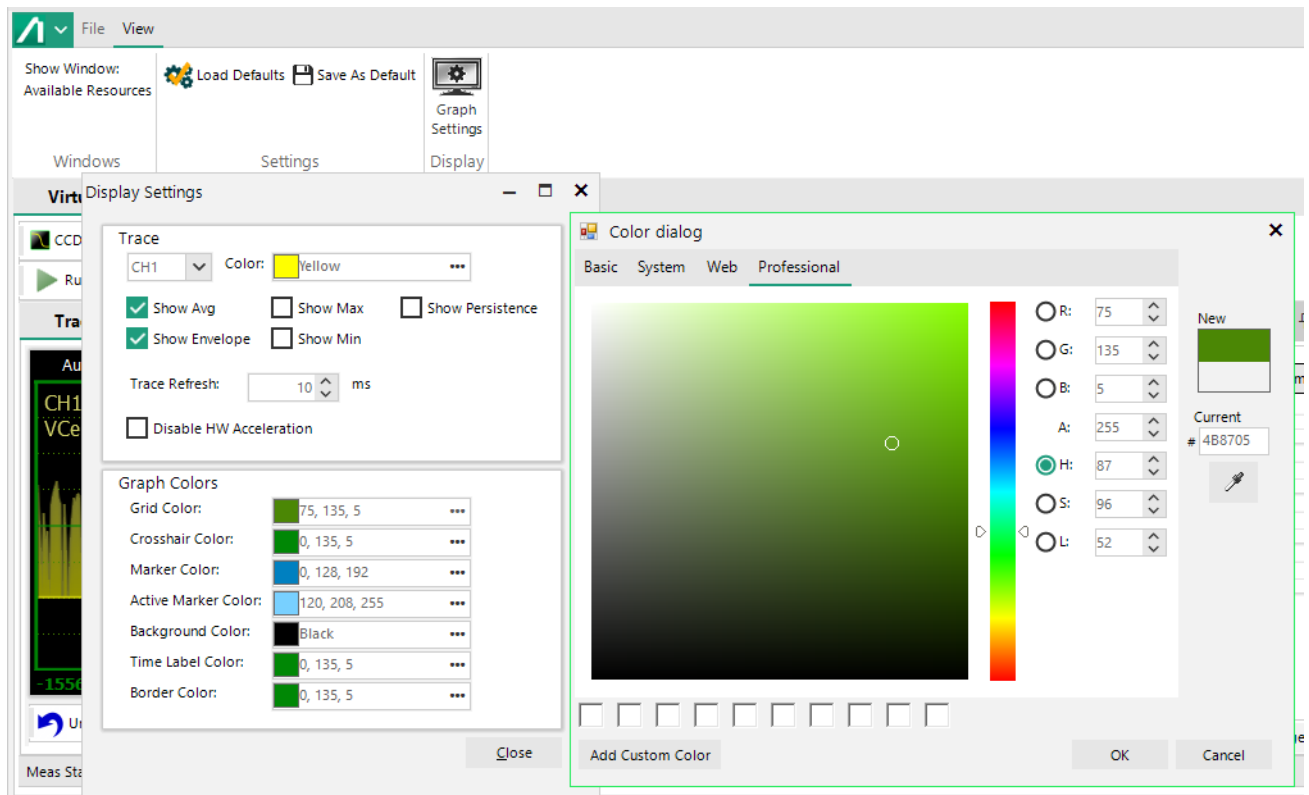 File View
Show Window:
Available Resources
Load Defaults Save As Default
Graph
Settings
Windows Settings Display
Display Settings
Trace
CH1 Color: Yellow
Show Avg Show Max Show Persistence
Show Envelope Show Min
Trace Refresh: 10 ms
Disable HW Acceleration
Graph Colors
Grid Color: 75, 135, 5
Crosshair Color: 0, 135, 5
Marker Color: 0, 128, 192
Active Marker Color: 120, 208, 255
Background Color: Black
Time Label Color: 0, 135, 5
Border Color: 0, 135, 5
Close
Color dialog
Basic System Web Professional
R: 75
G: 135
B: 5
A: 255
H: 87
S: 96
L: 52
New
Current
# 4B8705
Add Custom Color OK Cancel
CH1
-1556
Meas